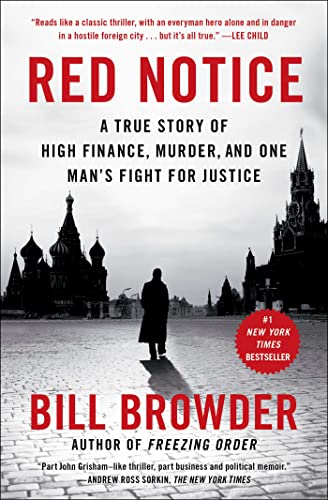 "Reads like a classic thriller, with an everyman hero alone and in danger
in a hostile foreign city . . . but it's all true." —LEE CHILD
RED NOTICE
A TRUE STORY OF
HIGH FINANCE, MURDER, AND ONE
MAN'S FIGHT FOR JUSTICE
#1
NEW YORK
TIMES
BESTSELLER
BILL BROWDER
AUTHOR OF FREEZING ORDER
"Part John Grisham–like thriller, part business and political memoir."
—ANDREW ROSS SORKIN, THE NEW YORK TIMES